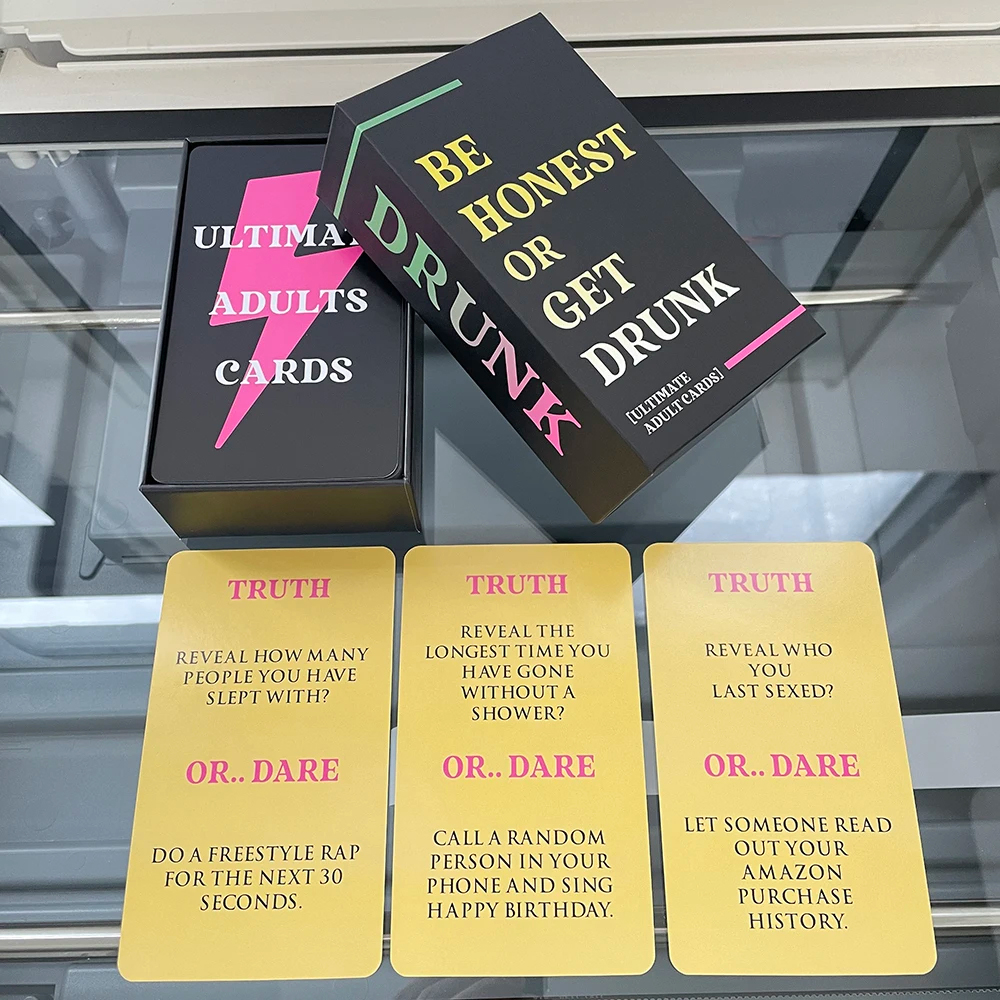 ULTIMA
ADULTS
CARDS
BE
HONEST
OR
GET
DRUNK
[ULTIMATE
ADULT CARDS]
DRUNK
TRUTH
REVEAL HOW MANY
PEOPLE YOU HAVE
SLEPT WITH?
OR.. DARE
DO A FREESTYLE RAP
FOR THE NEXT 30
SECONDS.
TRUTH
REVEAL THE
LONGEST TIME YOU
HAVE GONE
WITHOUT A
SHOWER?
OR.. DARE
CALL A RANDOM
PERSON IN YOUR
PHONE AND SING
HAPPY BIRTHDAY.
TRUTH
REVEAL WHO
YOU
LAST SEXED?
OR.. DARE
LET SOMEONE READ
OUT YOUR
AMAZON
PURCHASE
HISTORY.